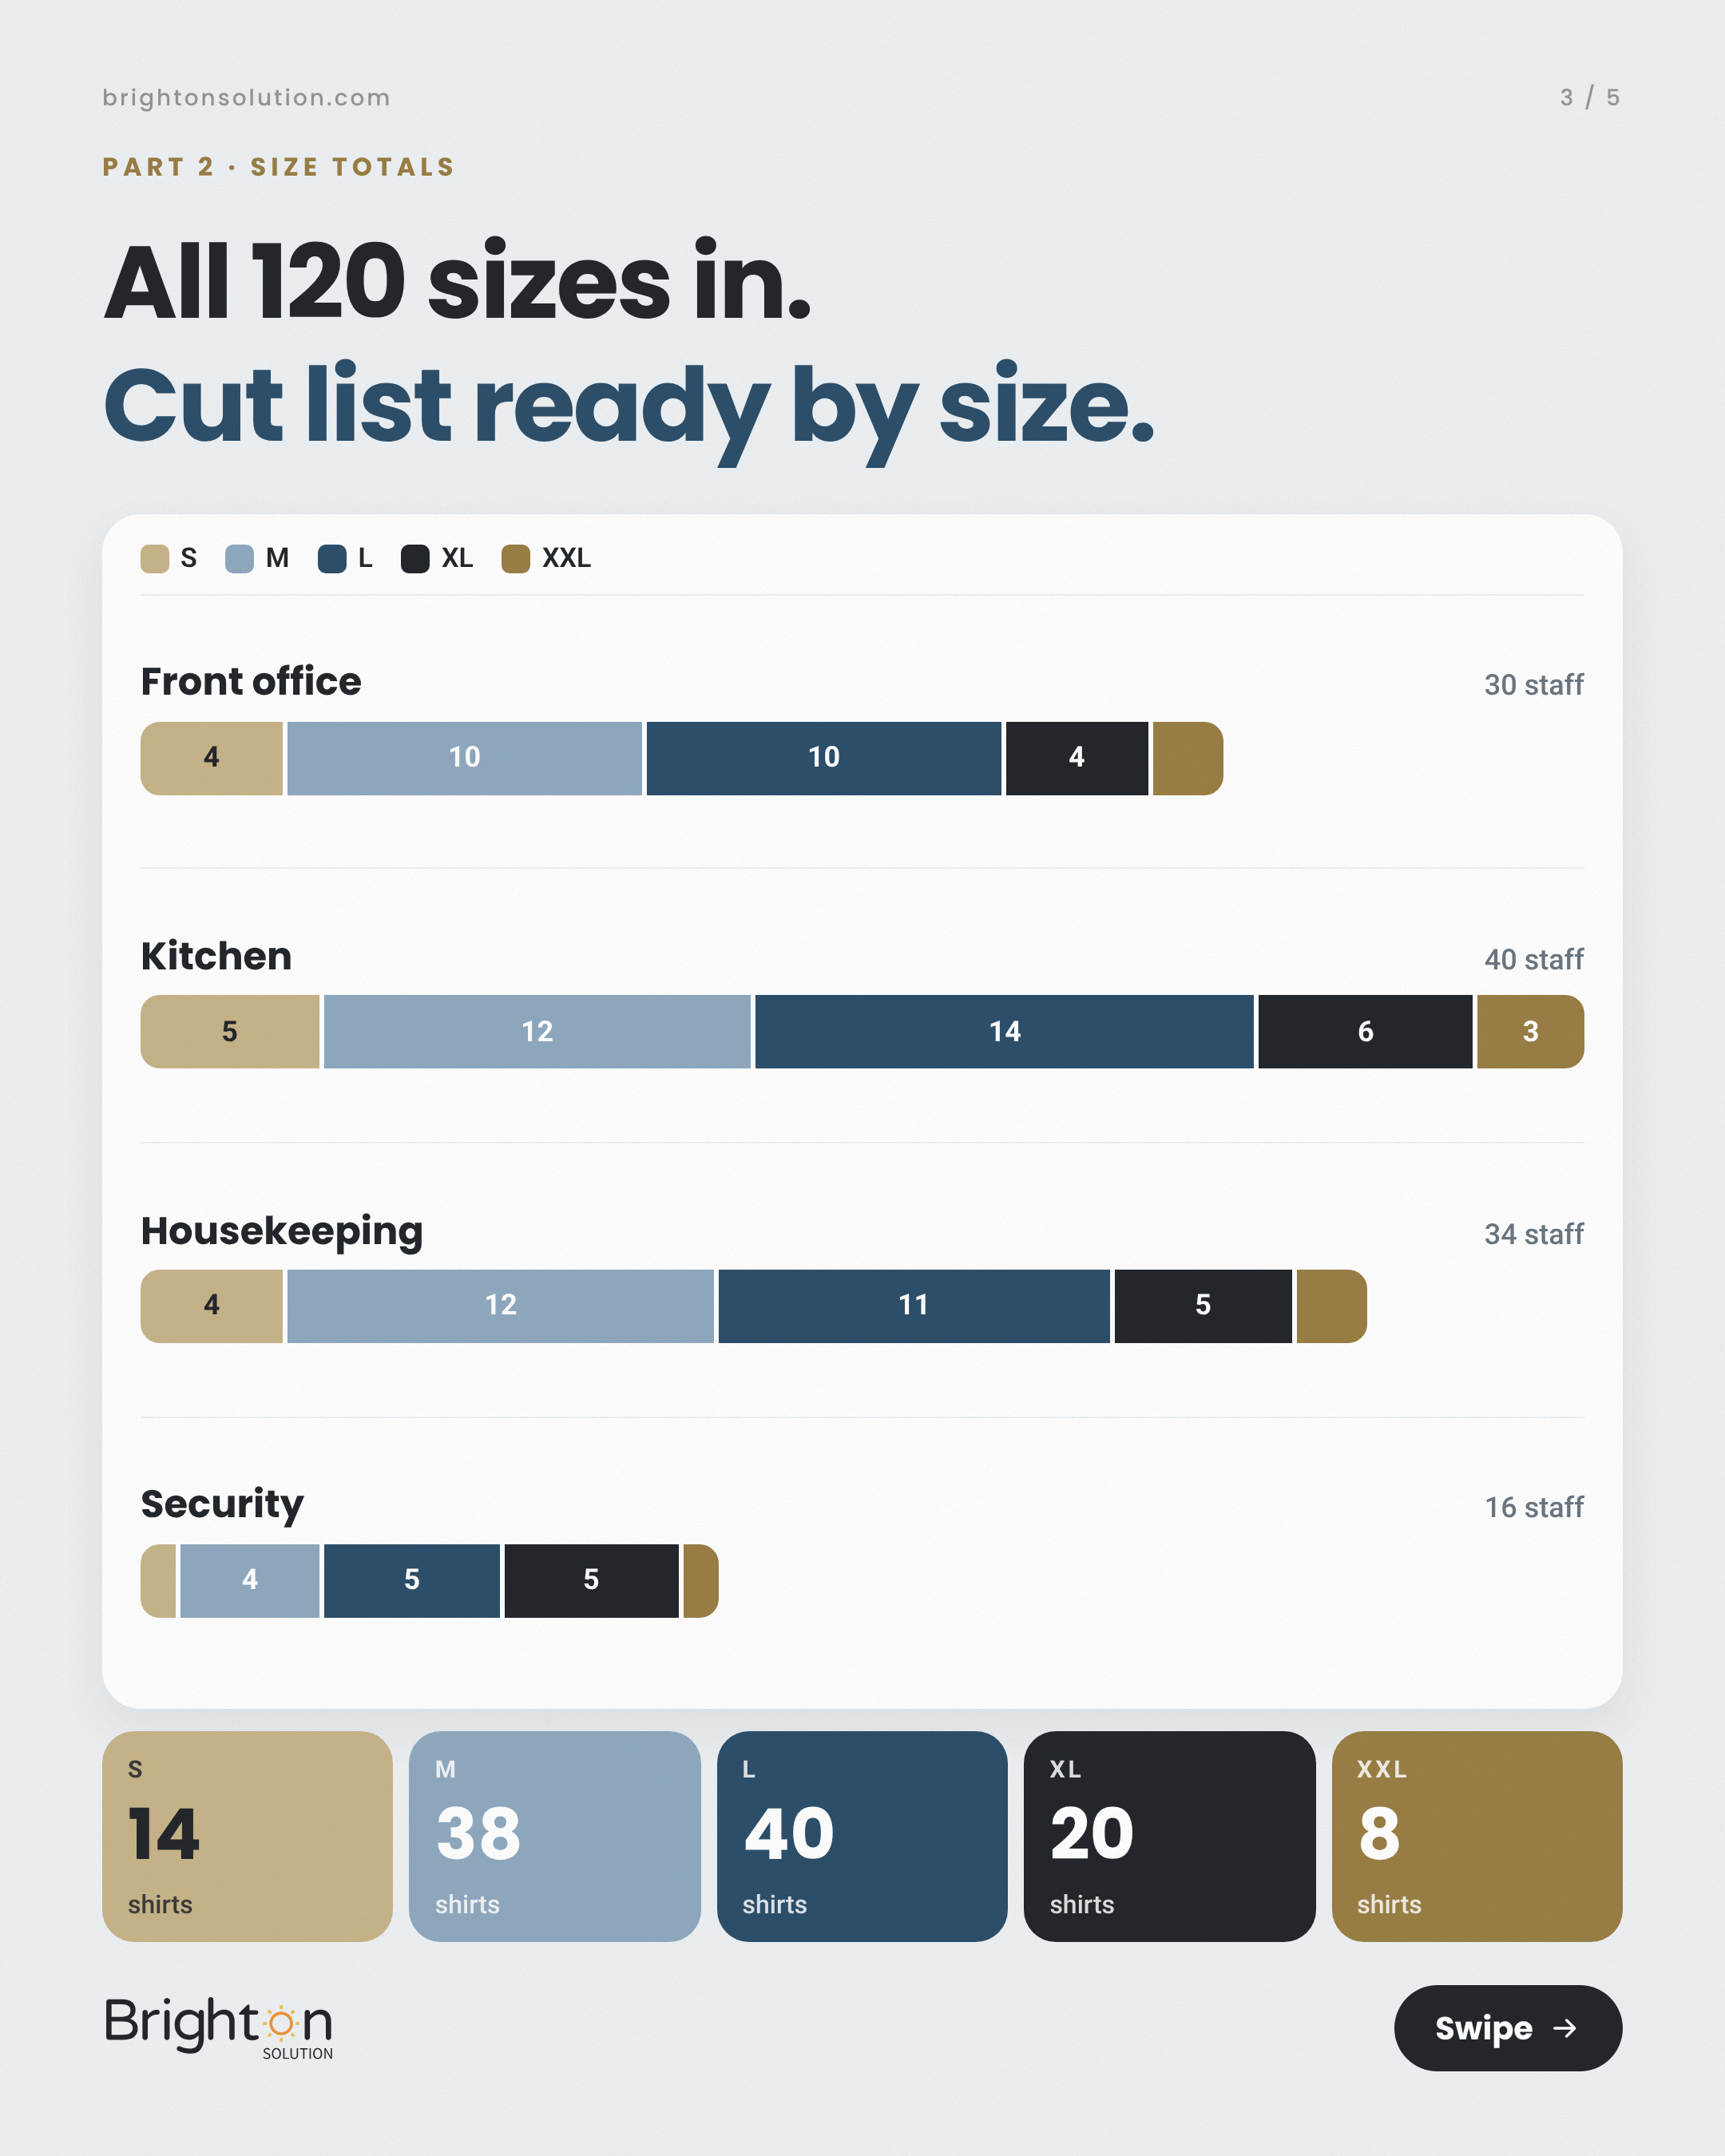 brightonsolution.com 3 / 5
PART 2 · SIZE TOTALS
All 120 sizes in.
Cut list ready by size.
S M L XL XXL
Front office 30 staff
4 10 10 4
Kitchen 40 staff
5 12 14 6 3
Housekeeping 34 staff
4 12 11 5
Security 16 staff
4 5 5
S M L XL XXL
14 38 40 20 8
shirts shirts shirts shirts shirts
Brighton Swipe →
SOLUTION